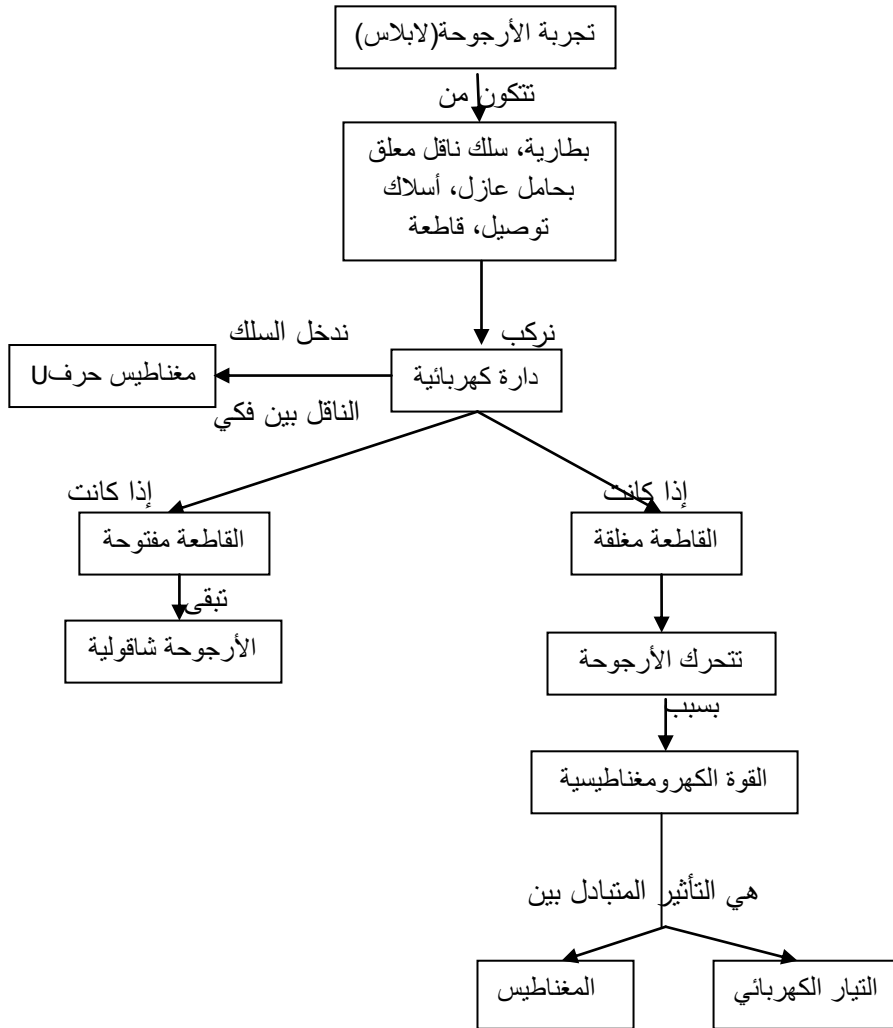 تجربة الأرجوحة(لابلاس)
تتكون من
بطارية، سلك ناقل معلق
بحامل عازل، أسلاك
توصيل، قاطعة
نركب
ندخل السلك
دارة كهربائية
مغناطيس حرفU
الناقل بين فكي
إذا كانت
إذا كانت
القاطعة مغلقة
القاطعة مفتوحة
تبقى
تتحرك الأرجوحة
الأرجوحة شاقولية
بسبب
القوة الكهرومغناطيسية
هي التأثير المتبادل بين
التيار الكهربائي
المغناطيس